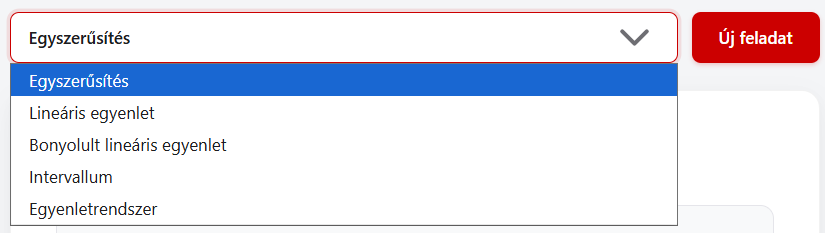 Egyszerűsítés
Új feladat
Egyszerűsítés
Lineáris egyenlet
Bonyolult lineáris egyenlet
Intervallum
Egyenletrendszer